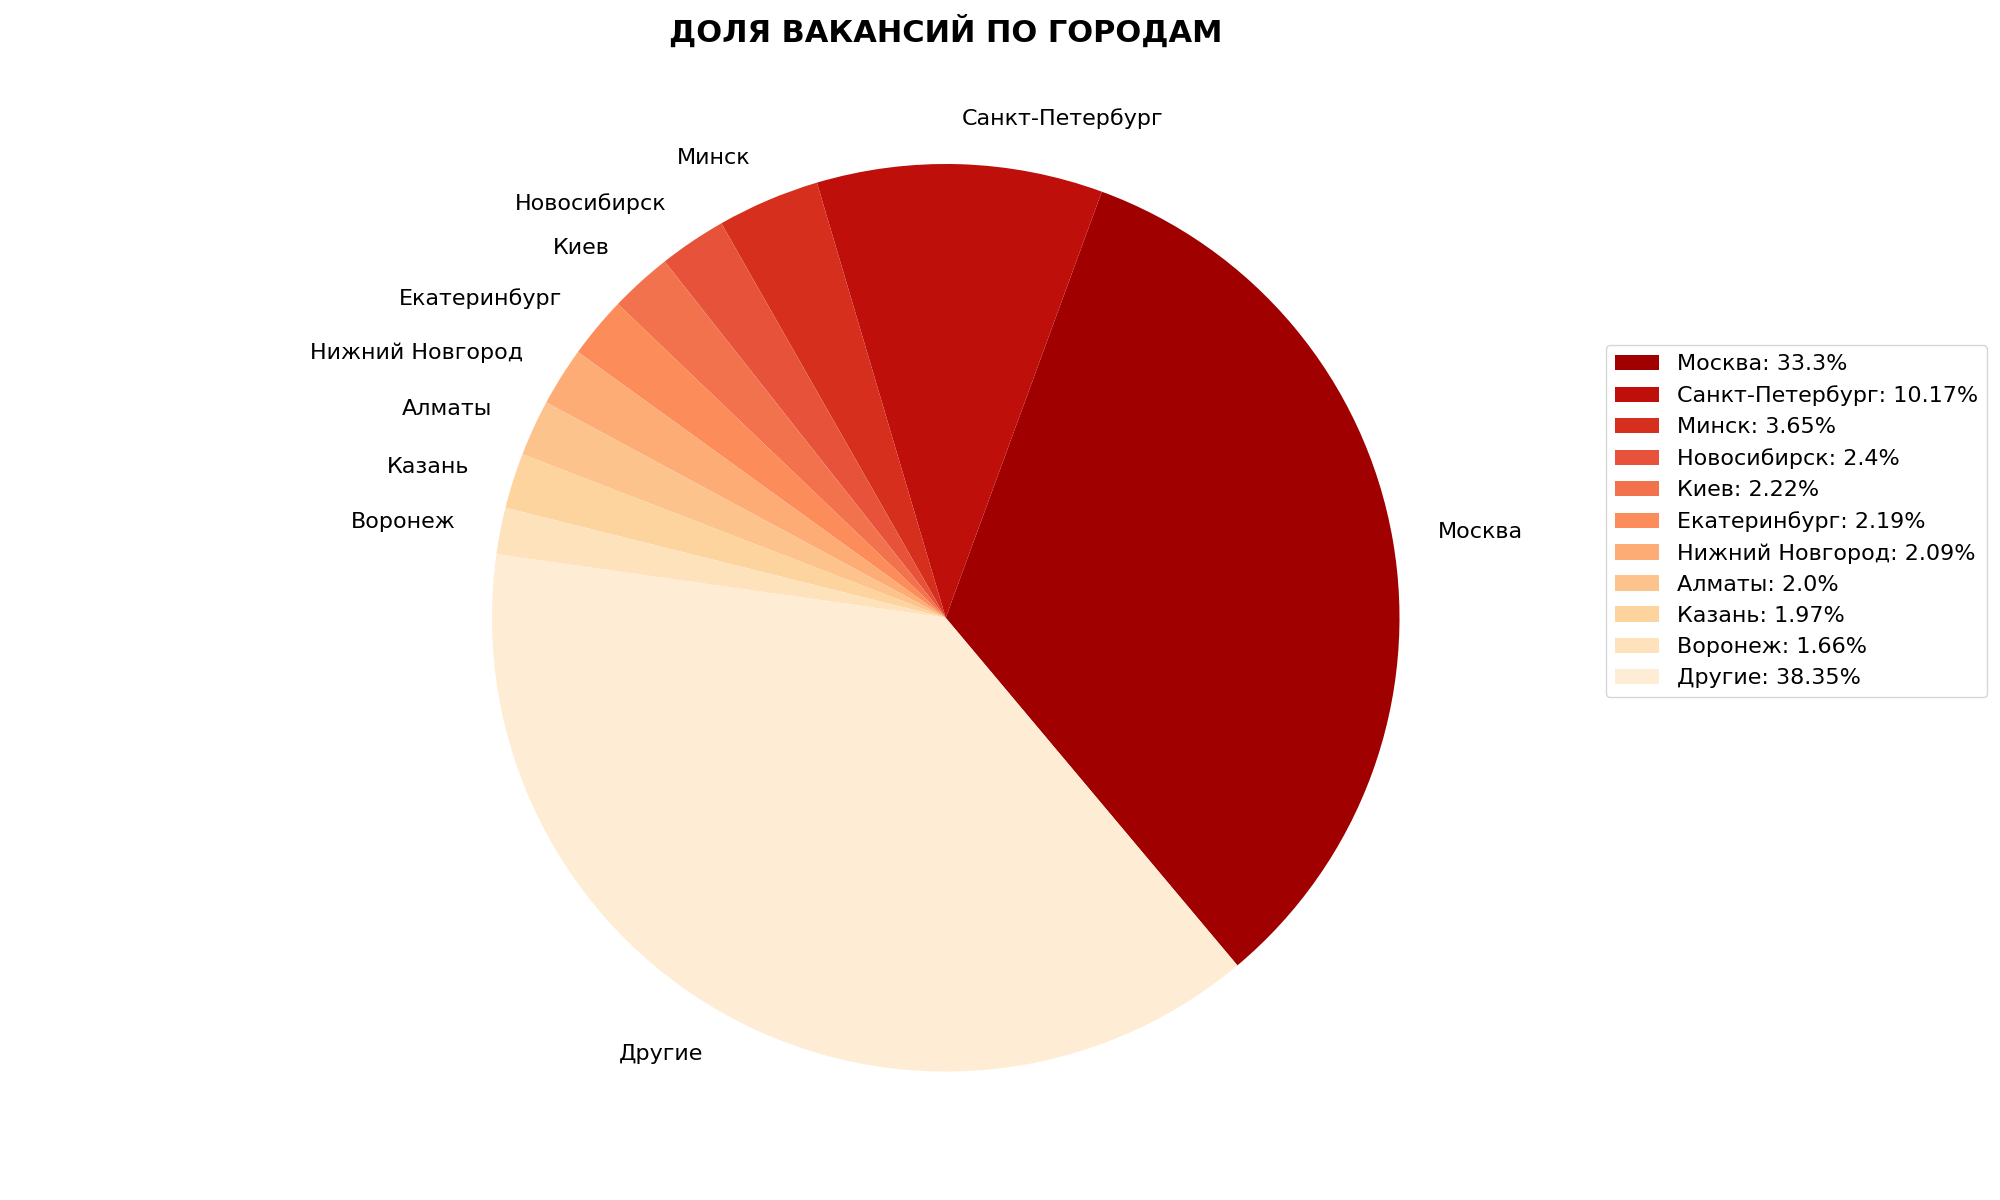 ДОЛЯ ВАКАНСИЙ ПО ГОРОДАМ
Санкт-Петербург
Минск
Новосибирск
Киев
Екатеринбург
Нижний Новгород
Алматы
Казань
Воронеж
Москва
Другие
Москва: 33.3%
Санкт-Петербург: 10.17%
Минск: 3.65%
Новосибирск: 2.4%
Киев: 2.22%
Екатеринбург: 2.19%
Нижний Новгород: 2.09%
Алматы: 2.0%
Казань: 1.97%
Воронеж: 1.66%
Другие: 38.35%